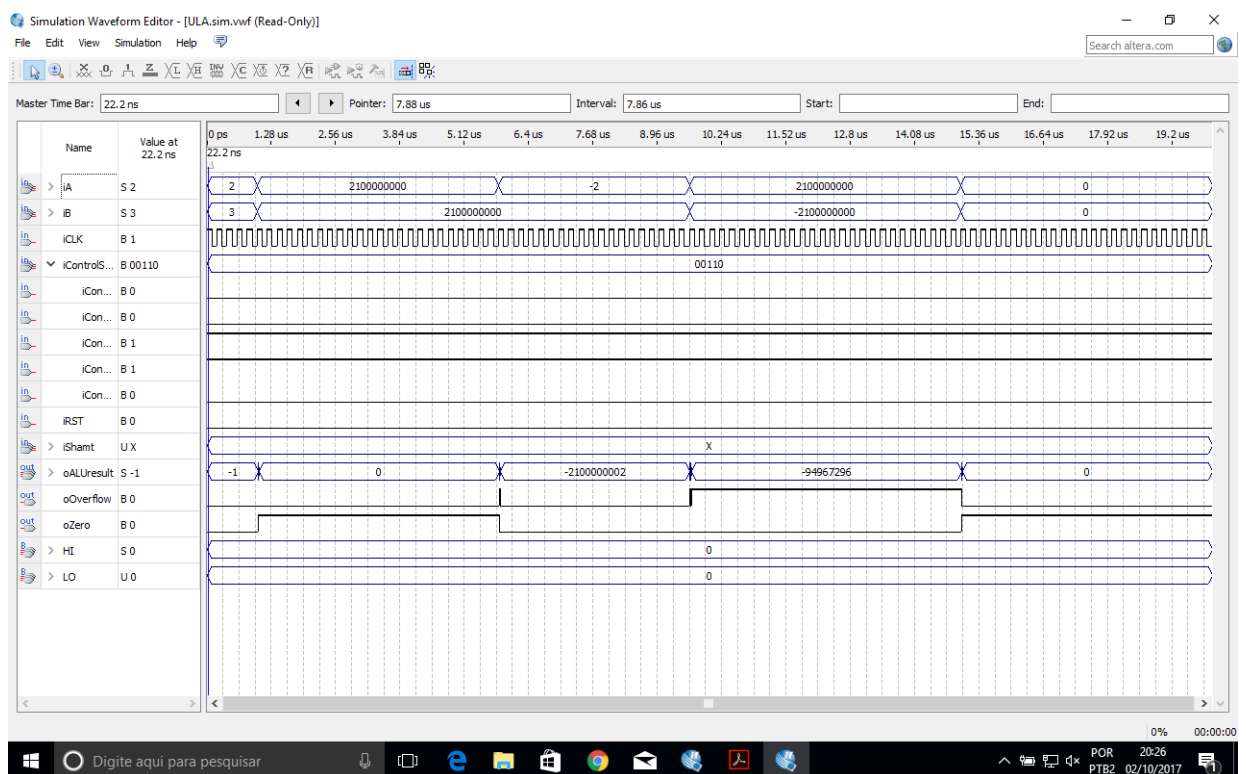 Simulation Waveform Editor - [ULA.sim.vwf (Read-Only)]
File Edit View Simulation Help
Search altera.com
Master Time Bar: 22.2 ns Pointer: 7.88 us Interval: 7.86 us Start: End:
Name Value at 22.2 ns 0 ps 1.28 us 2.56 us 3.84 us 5.12 us 6.4 us 7.68 us 8.96 us 10.24 us 11.52 us 12.8 us 14.08 us 15.36 us 16.64 us 17.92 us 19.2 us
22.2 ns
iA S 2 2 2100000000 -2 2100000000 0
iB S 3 3 2100000000 -2100000000 0
iCLK B 1
iControlS... B 00110 00110
iCon... B 0
iCon... B 0
iCon... B 1
iCon... B 1
iCon... B 0
iRST B 0
iShamt U X X
oALUresult S -1 -1 0 -2100000002 -94967296 0
oOverflow B 0
oZero B 0
HI S 0 0
LO U 0 0
0% 00:00:00
Digite aqui para pesquisar
POR 20:26
PTB2 02/10/2017